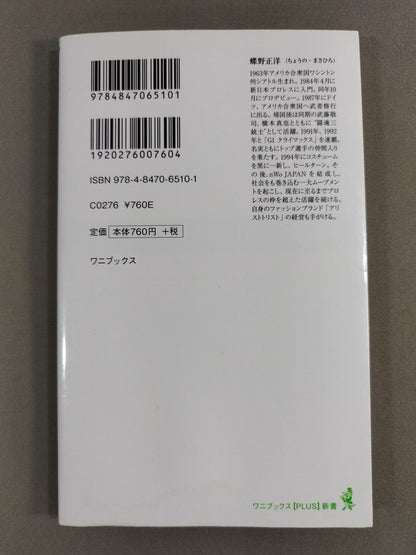 9784847065101
1920276007604
ISBN 978-4-8470-6510-1
C0276 ¥760E
定価 本体760円 +税
ワニブックス
蝶野正洋 (ちょうの・まさひろ)
1963年アメリカ合衆国ワシントン
州シアトル生まれ。1984年4月に
新日本プロレスに入門。同年10
月にプロデビュー。1987年にドイ
ツ、アメリカ合衆国へ武者修行
に出る。帰国後は同期の武藤敬
司、橋本真也とともに“闘魂三
銃士”として活躍。1991年、1992
年と「G1 クライマックス」を連覇。
名実ともにトップ選手の仲間入り
を果たす。1994年にコスチューム
を黒に一新し、ヒールターン。そ
の後、nWo JAPANを結成し、
社会をも巻き込む一大ムーブメント
を起こし、現在に至るまでプロ
レスの枠を超えた活躍を続ける。
自身のファッションブランド「アリ
ストトリスト」の経営も手がける。
ワニブックス【PLUS】新書